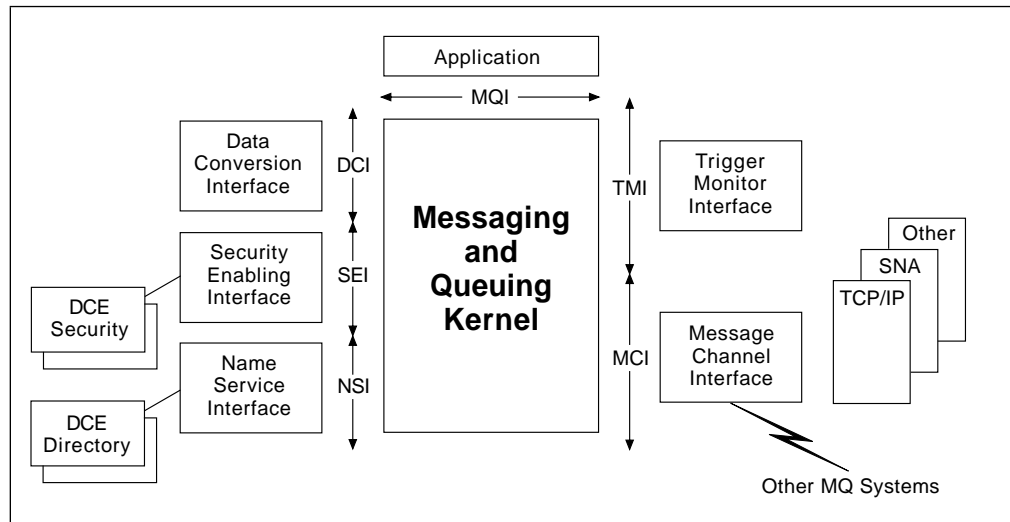 Application
MQI
Data
Conversion
Interface
DCI
Security
Enabling
Interface
SEI
DCE
Security
Name
Service
Interface
NSI
DCE
Directory
Messaging
and
Queuing
Kernel
TMI
Trigger
Monitor
Interface
MCI
Message
Channel
Interface
Other
SNA
TCP/IP
Other MQ Systems